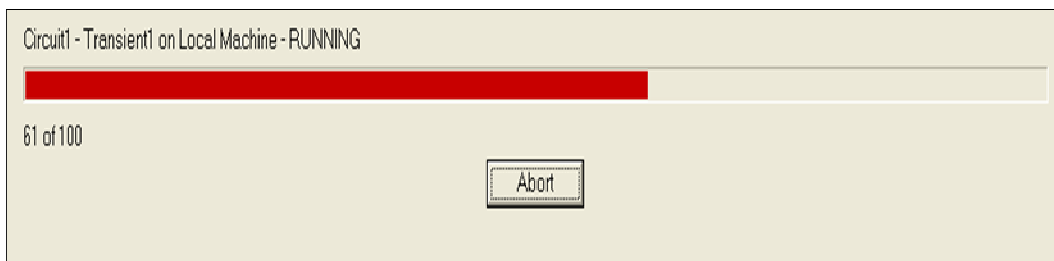 Circuit1 - Transient1 on Local Machine - RUNNING
61 of 100
Abort